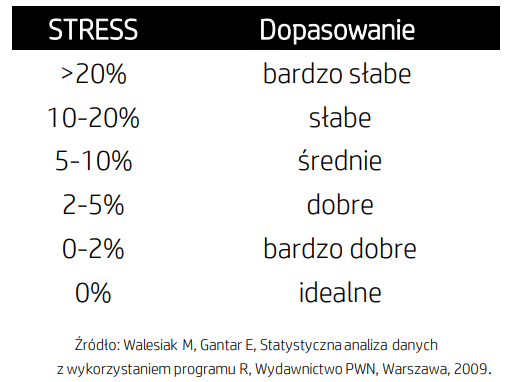 STRESS Dopasowanie
>20% bardzo słabe
10-20% słabe
5-10% średnie
2-5% dobre
0-2% bardzo dobre
0% idealne
Źródło: Walesiak M, Gantar E, Statystyczna analiza danych
z wykorzystaniem programu R, Wydawnictwo PWN, Warszawa, 2009.